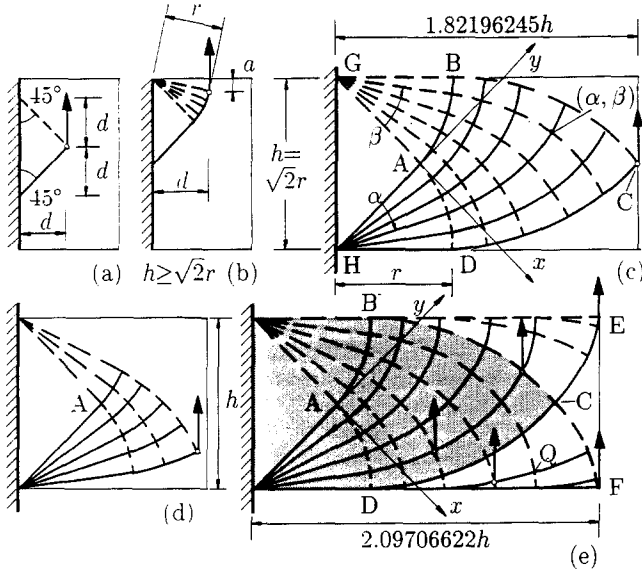 r
1.82196245h
45°
d
d
45°
d
(a)
a
d
h≥√2r (b)
h=
√2r
G
B
y
(α, β)
β
A
α
C
H
D
x
r
(c)
A
h
(d)
B
y
E
A
C
Q
D
x
F
2.09706622h
(e)